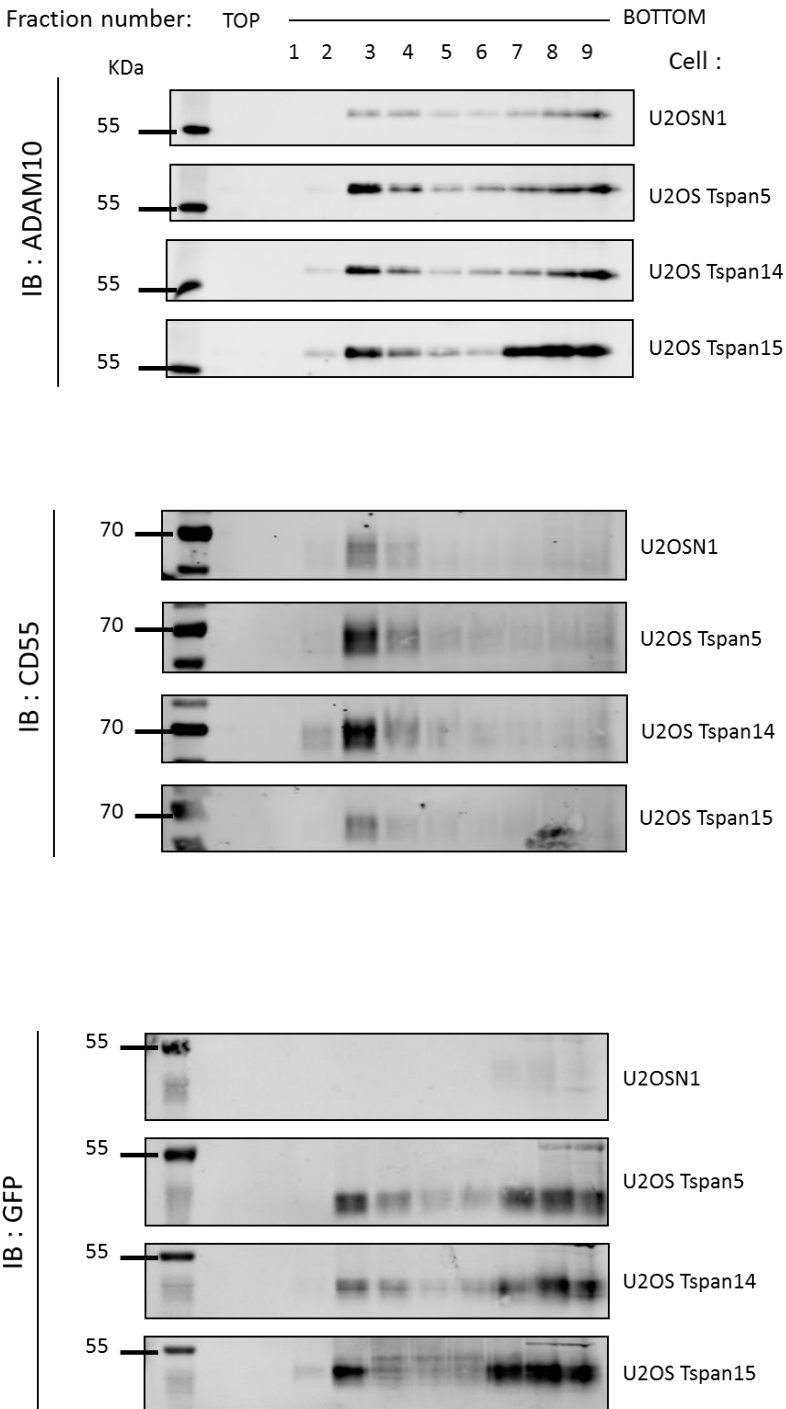 Fraction number: TOP BOTTOM
1 2 3 4 5 6 7 8 9
KDa Cell :
IB : ADAM10
55 U2OSN1
55 U2OS Tspan5
55 U2OS Tspan14
55 U2OS Tspan15
IB : CD55
70 U2OSN1
70 U2OS Tspan5
70 U2OS Tspan14
70 U2OS Tspan15
IB : GFP
55 U2OSN1
55 U2OS Tspan5
55 U2OS Tspan14
55 U2OS Tspan15